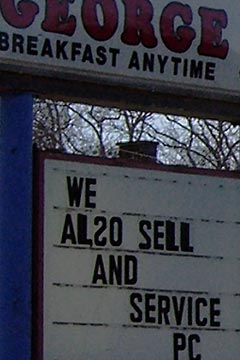 GEORGE
BREAKFAST ANYTIME
WE
ALSO SELL
AND
SERVICE
PC